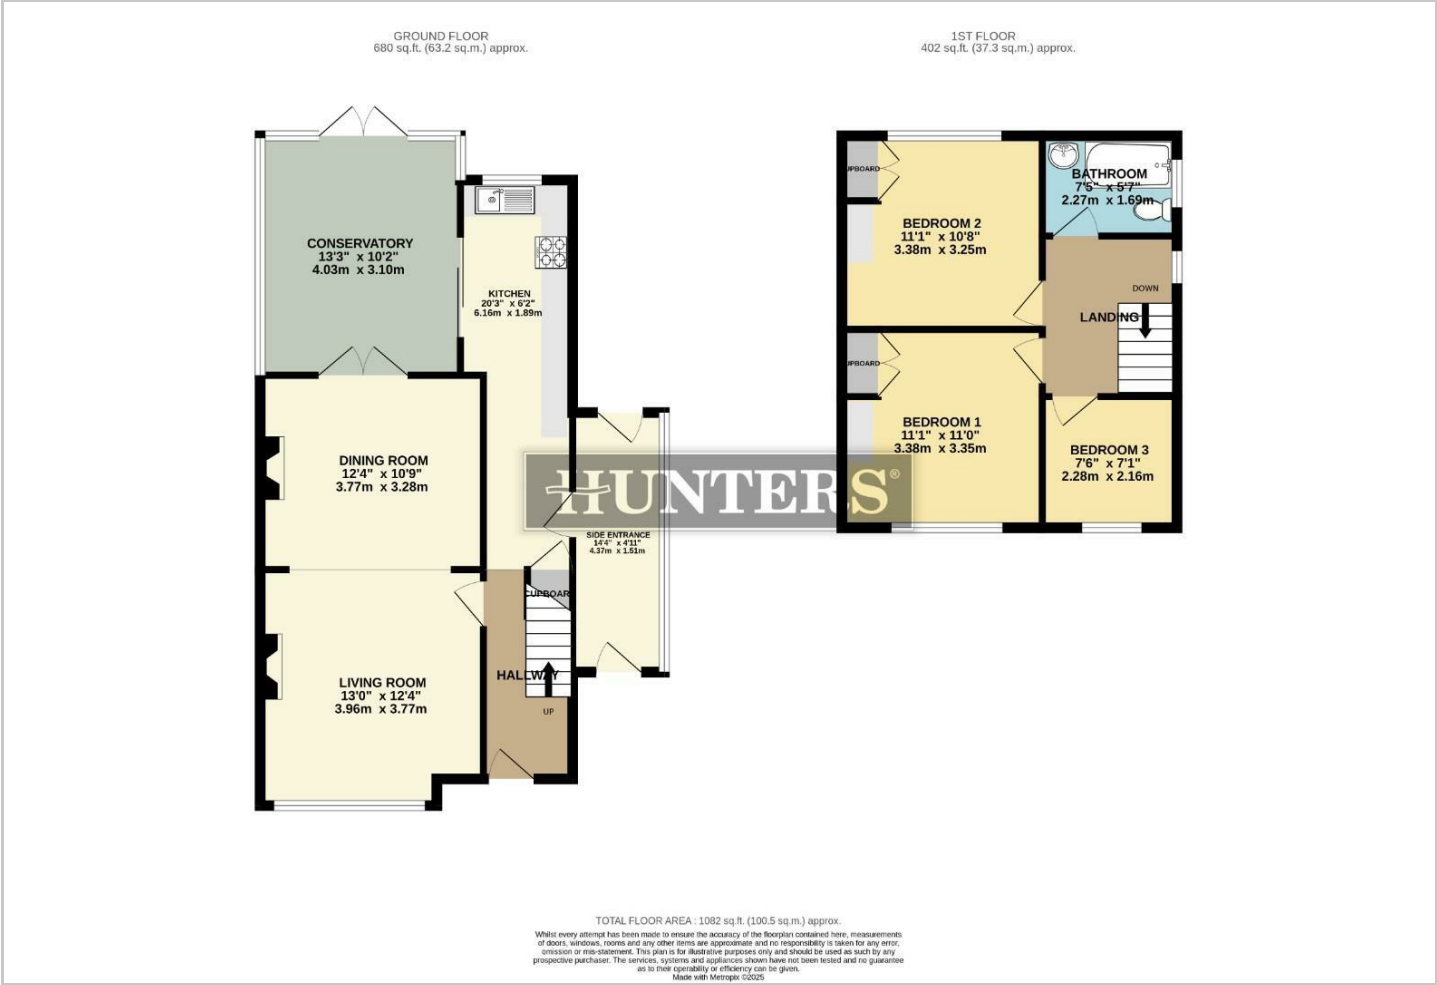 GROUND FLOOR
680 sq.ft. (63.2 sq.m.) approx.
1ST FLOOR
402 sq.ft. (37.3 sq.m.) approx.
CONSERVATORY
13'3" x 10'2"
4.03m x 3.10m
KITCHEN
20'3" x 6'2"
6.16m x 1.89m
DINING ROOM
12'4" x 10'9"
3.77m x 3.28m
HUNTERS®
SIDE ENTRANCE
14'4" x 4'11"
4.37m x 1.51m
CUPBOAR
LIVING ROOM
13'0" x 12'4"
3.96m x 3.77m
HALLWAY
UP
UPBOARD
BEDROOM 2
11'1" x 10'8"
3.38m x 3.25m
BATHROOM
7'5" x 5'7"
2.27m x 1.69m
DOWN
LANDING
UPBOARD
BEDROOM 1
11'1" x 11'0"
3.38m x 3.35m
BEDROOM 3
7'6" x 7'1"
2.28m x 2.16m
TOTAL FLOOR AREA : 1082 sq.ft. (100.5 sq.m.) approx.
Whilst every attempt has been made to ensure the accuracy of the floorplan contained here, measurements
of doors, windows, rooms and any other items are approximate and no responsibility is taken for any error,
omission or mis-statement. This plan is for illustrative purposes only and should be used as such by any
prospective purchaser. The services, systems and appliances shown have not been tested and no guarantee
as to their operability or efficiency can be given.
Made with Metropix ©2025